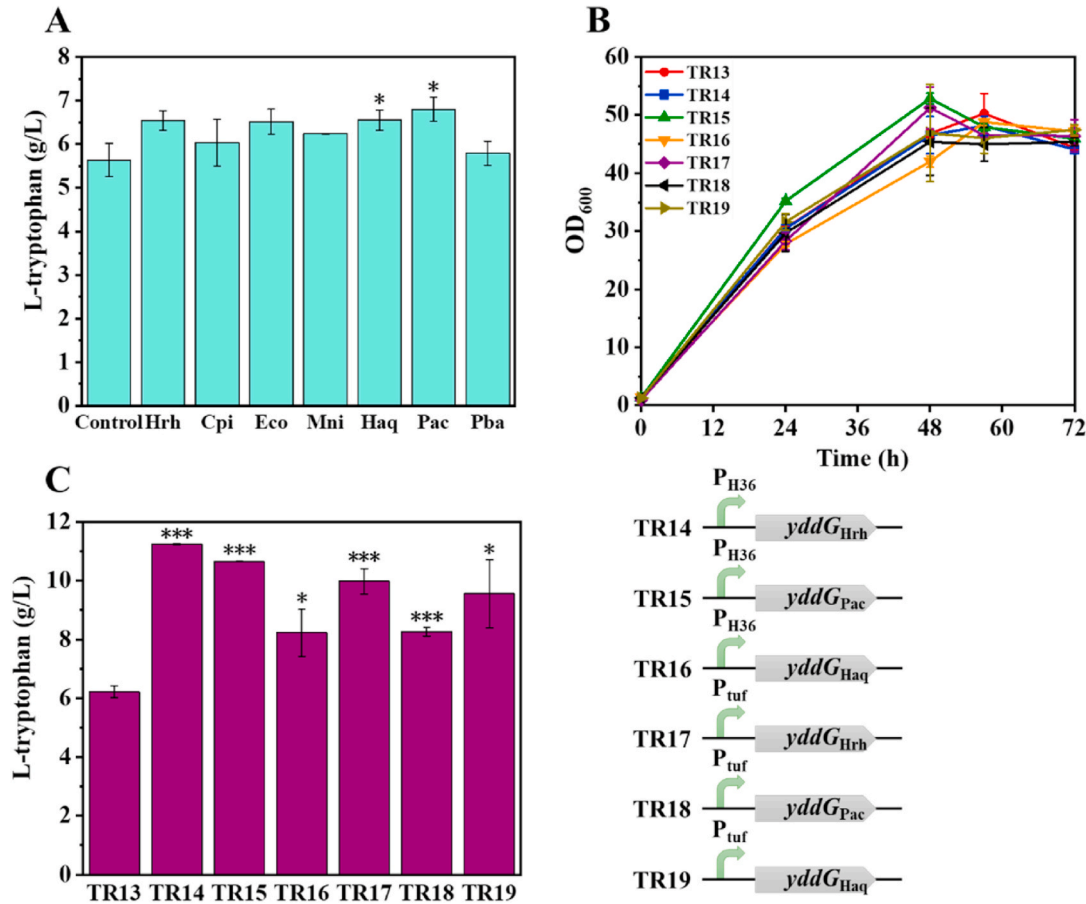 A
L-tryptophan (g/L)
8
7
6
5
4
3
2
1
0
* *
Control Hrh Cpi Eco Mni Haq Pac Pba
B
OD600
60
50
40
30
20
10
0
TR13
TR14
TR15
TR16
TR17
TR18
TR19
0 12 24 36 48 60 72
Time (h)
C
L-tryptophan (g/L)
12
10
8
6
4
2
0
*** *** * *** *** *
TR13 TR14 TR15 TR16 TR17 TR18 TR19
PH36
TR14 yddGHrh
PH36
TR15 yddGPac
PH36
TR16 yddGHaq
Ptuf
TR17 yddGHrh
Ptuf
TR18 yddGPac
Ptuf
TR19 yddGHaq